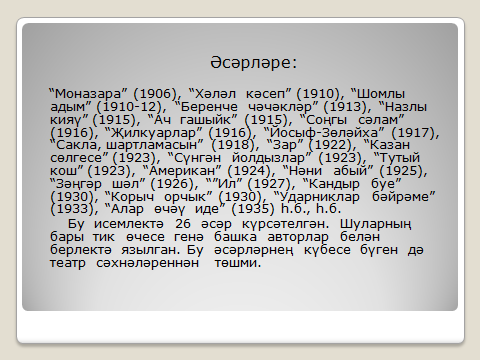 Әсәрләре:
“Моназара” (1906), “Хәләл кәсеп” (1910), “Шомлы
адым” (1910-12), “Беренче чәчәкләр” (1913), “Назлы
кияү” (1915), “Ач гашыйк” (1915), “Соңгы сәлам”
(1916), “Җилкуарлар” (1916), “Йосыф-Зөләйха” (1917),
“Сакла, шартламасын” (1918), “Зар” (1922), “Казан
сөлгесе” (1923), “Сүнгән йолдызлар” (1923), “Тутый
кош” (1923), “Американ” (1924), “Нәни абый” (1925),
“Зәңгәр шәл” (1926), “”Ил” (1927), “Кандыр буе”
(1930), “Корыч орчык” (1930), “Ударниклар бәйрәме”
(1933), “Алар өчәү иде” (1935) һ.б., һ.б.
Бу исемлектә 26 әсәр күрсәтелгән. Шуларның
бары тик өчесе генә башка авторлар белән
берлектә язылган. Бу әсәрләрнең күбесе бүген дә
театр сәхнәләреннән төшми.